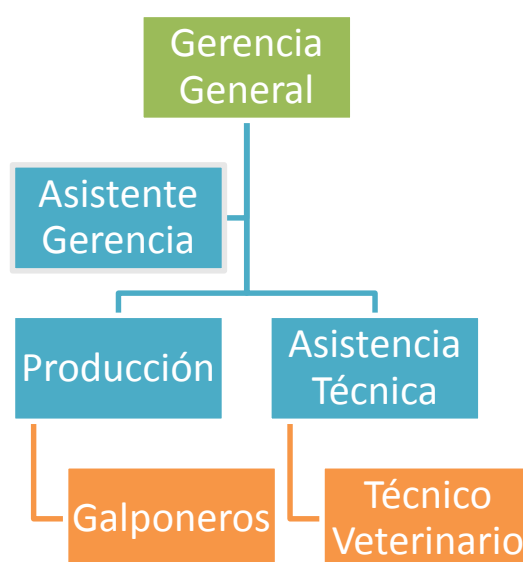 Gerencia
General
Asistente
Gerencia
Producción
Asistencia
Técnica
Galponeros
Técnico
Veterinario